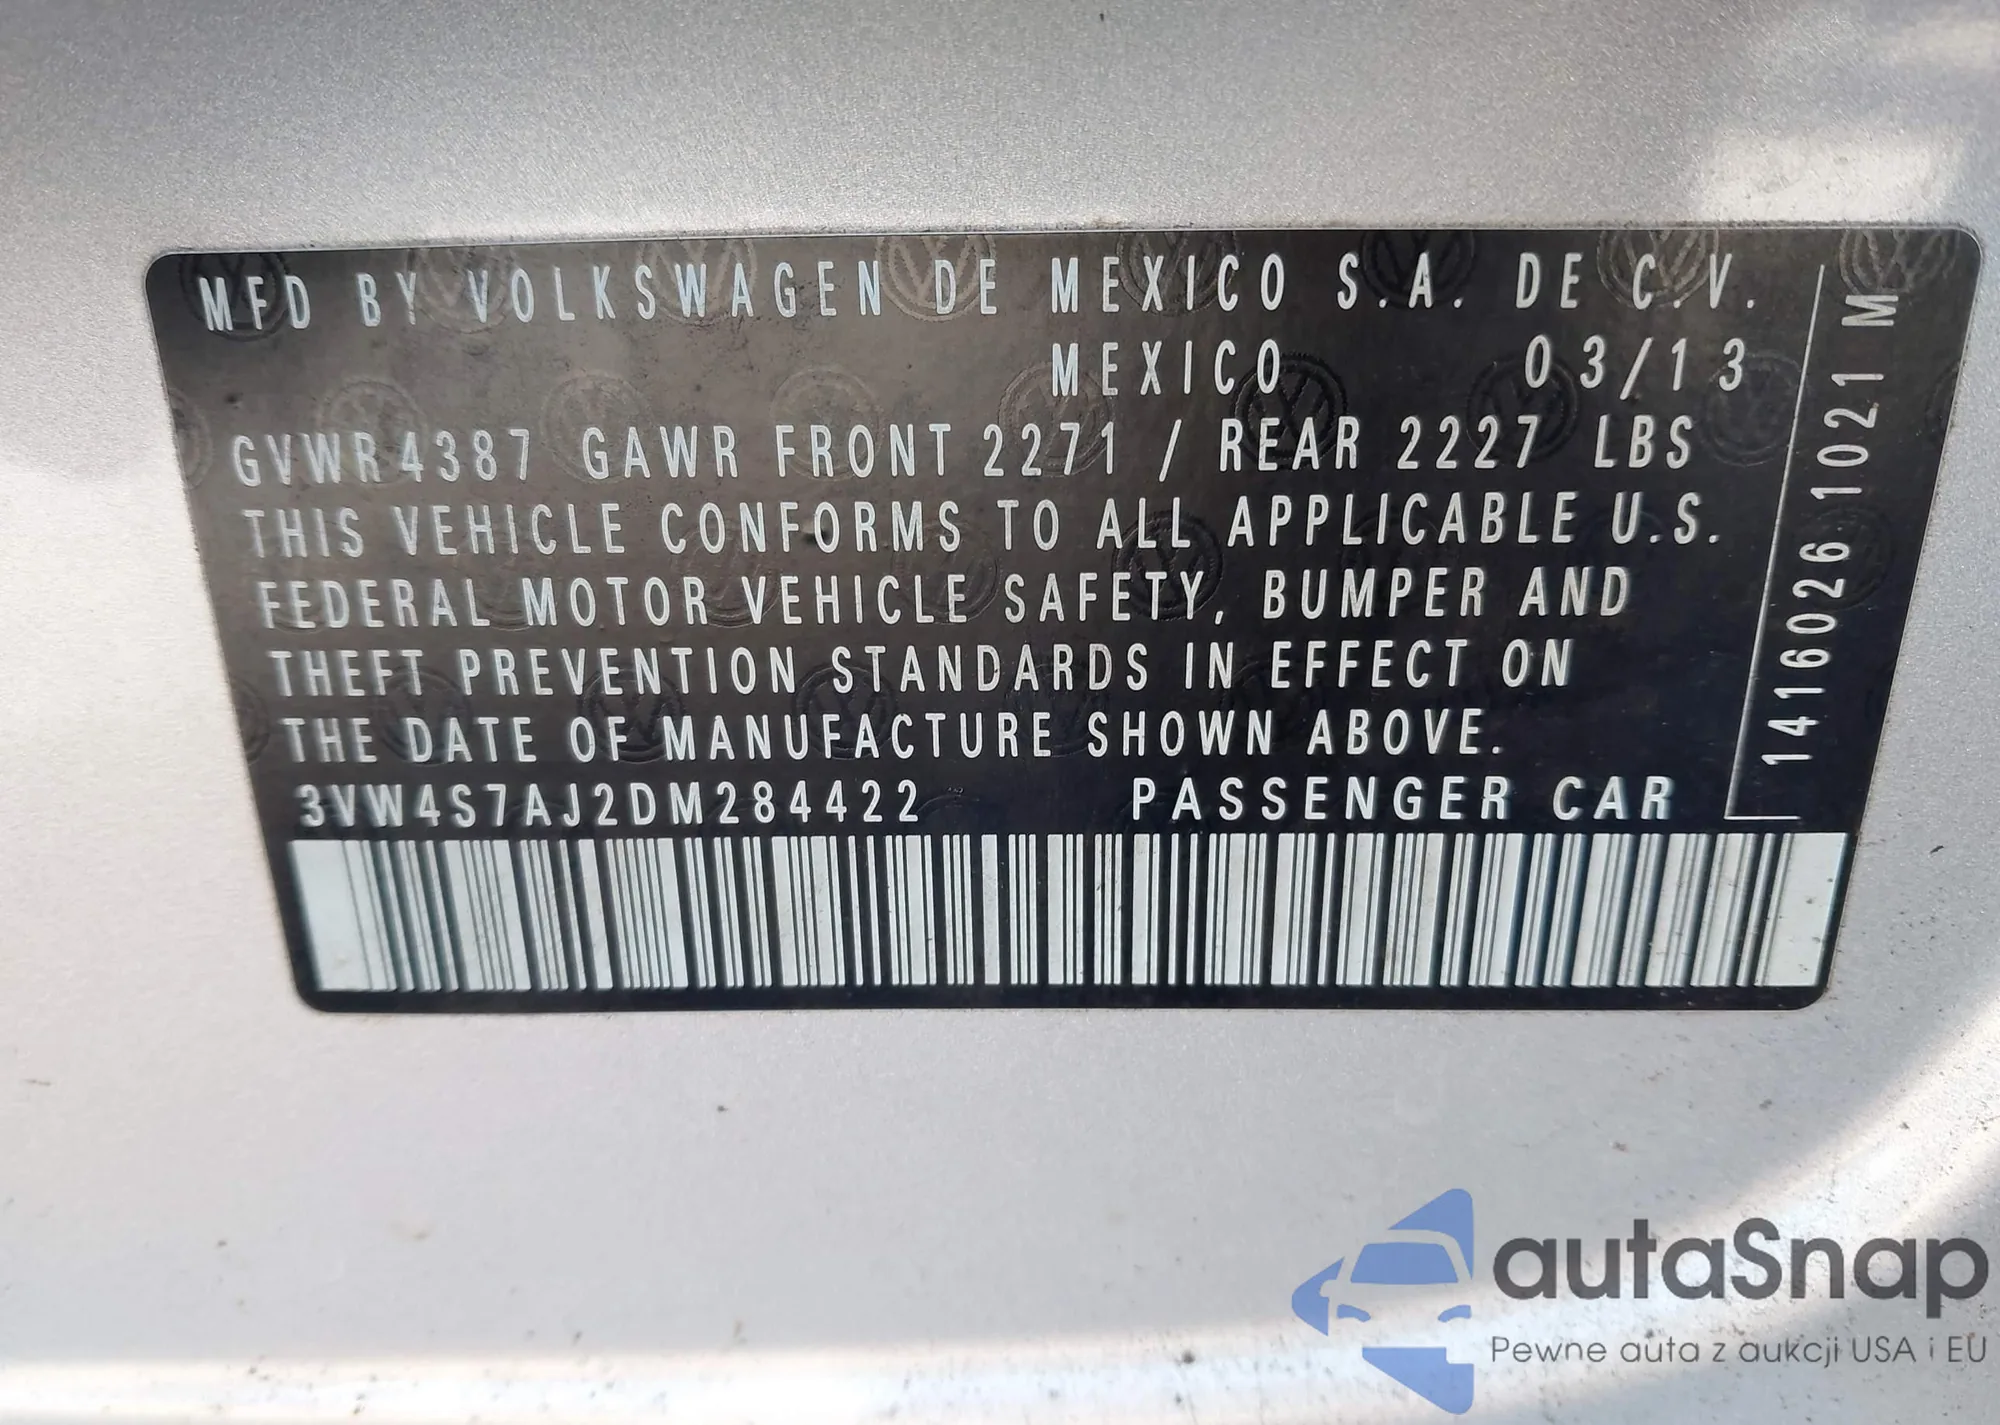 MFD BY VOLKSWAGEN DE MEXICO S.A. DE C.V.
MEXICO 03/13
GVWR 4387 GAWR FRONT 2271 / REAR 2227 LBS
THIS VEHICLE CONFORMS TO ALL APPLICABLE U.S.
FEDERAL MOTOR VEHICLE SAFETY, BUMPER AND
THEFT PREVENTION STANDARDS IN EFFECT ON
THE DATE OF MANUFACTURE SHOWN ABOVE.
3VW4S7AJ2DM284422 PASSENGER CAR
1416026 1021 M
autaSnap
Pewne auta z aukcji USA i EU